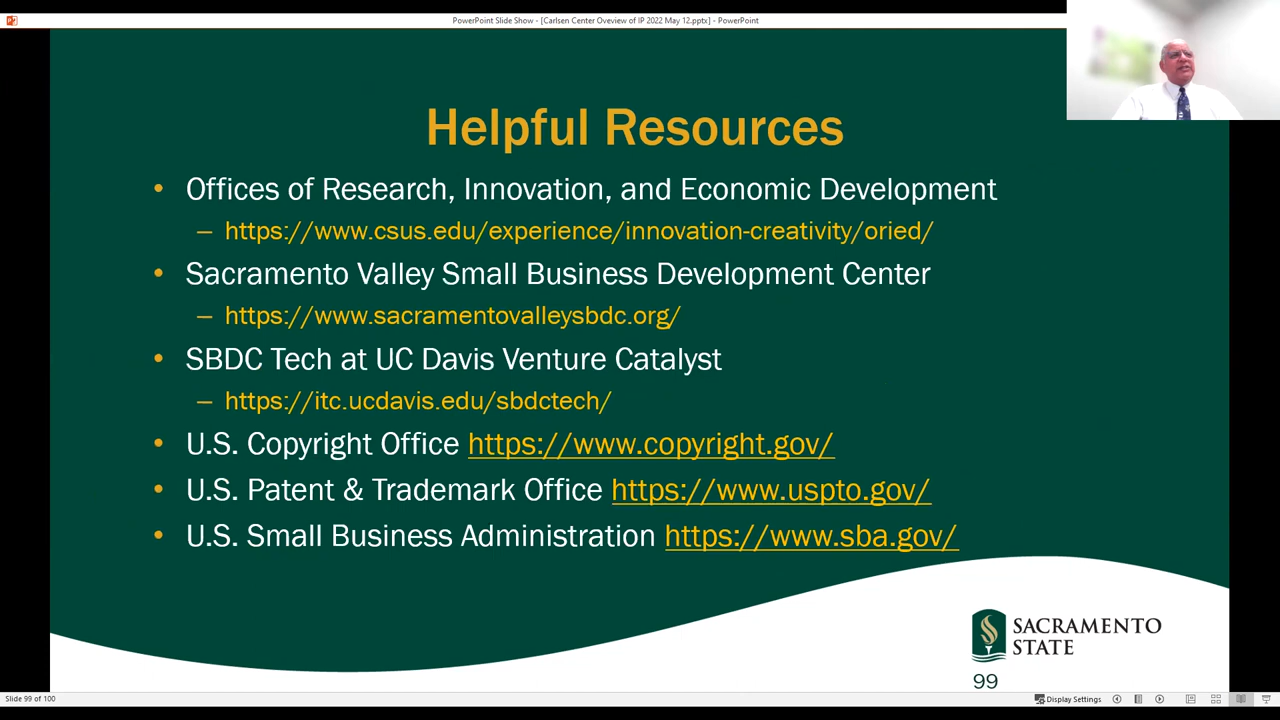 PowerPoint Slide Show - [Carlsen Center Oveview of IP 2022 May 12.pptx] - PowerPoint
Helpful Resources
• Offices of Research, Innovation, and Economic Development
– https://www.csus.edu/experience/innovation-creativity/oried/
• Sacramento Valley Small Business Development Center
– https://www.sacramentovalleysbdc.org/
• SBDC Tech at UC Davis Venture Catalyst
– https://itc.ucdavis.edu/sbdctech/
• U.S. Copyright Office https://www.copyright.gov/
• U.S. Patent & Trademark Office https://www.uspto.gov/
• U.S. Small Business Administration https://www.sba.gov/
SACRAMENTO
STATE
99
Slide 99 of 100
Display Settings